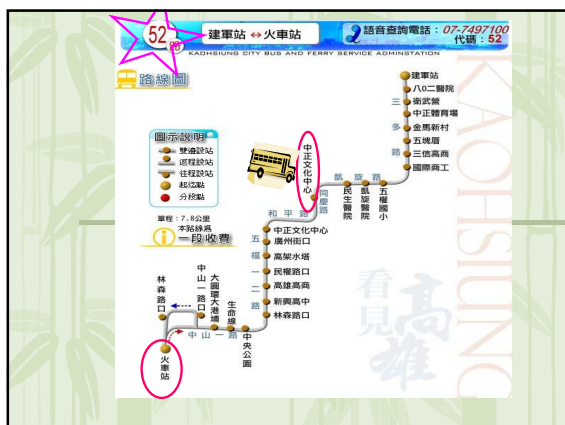 52
建軍站 ↔ 火車站
語音查詢電話：07-7497100
代碼：52
KAOHSIUNG CITY BUS AND FERRY SERVICE ADMINSTATION
路線圖
圖示說明
雙邊設站
返程設站
往程設站
起迄點
分段點
單程：7.8公里
本路線為
一段收費
建軍站
八0二醫院
衛武營
中正體育場
金馬新村
五塊厝
三信高商
國際商工
三多路
凱旋路
五權國小
凱旋醫院
民生醫院
同慶路
中正文化中心
和平路
中正文化中心
廣州街口
高架水塔
民權路口
高雄高商
新興高中
林森路口
五福一二路
中央公園
生命線
大圓環大港埔
中山一路口
林森路口
中山一路
火車站
看見高雄
KAOHSIUNG